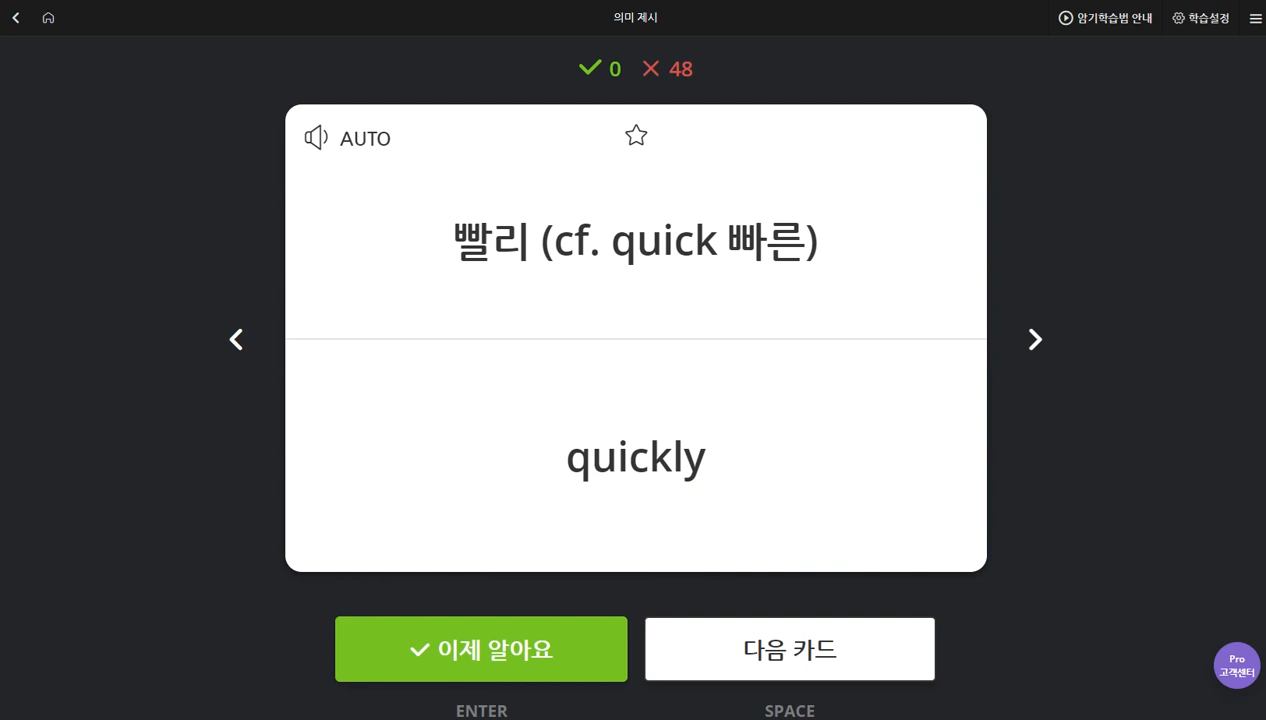 의미 제시
암기학습법 안내
학습설정
0
48
AUTO
빨리 (cf. quick 빠른)
quickly
이제 알아요
다음 카드
ENTER
SPACE
Pro
고객센터